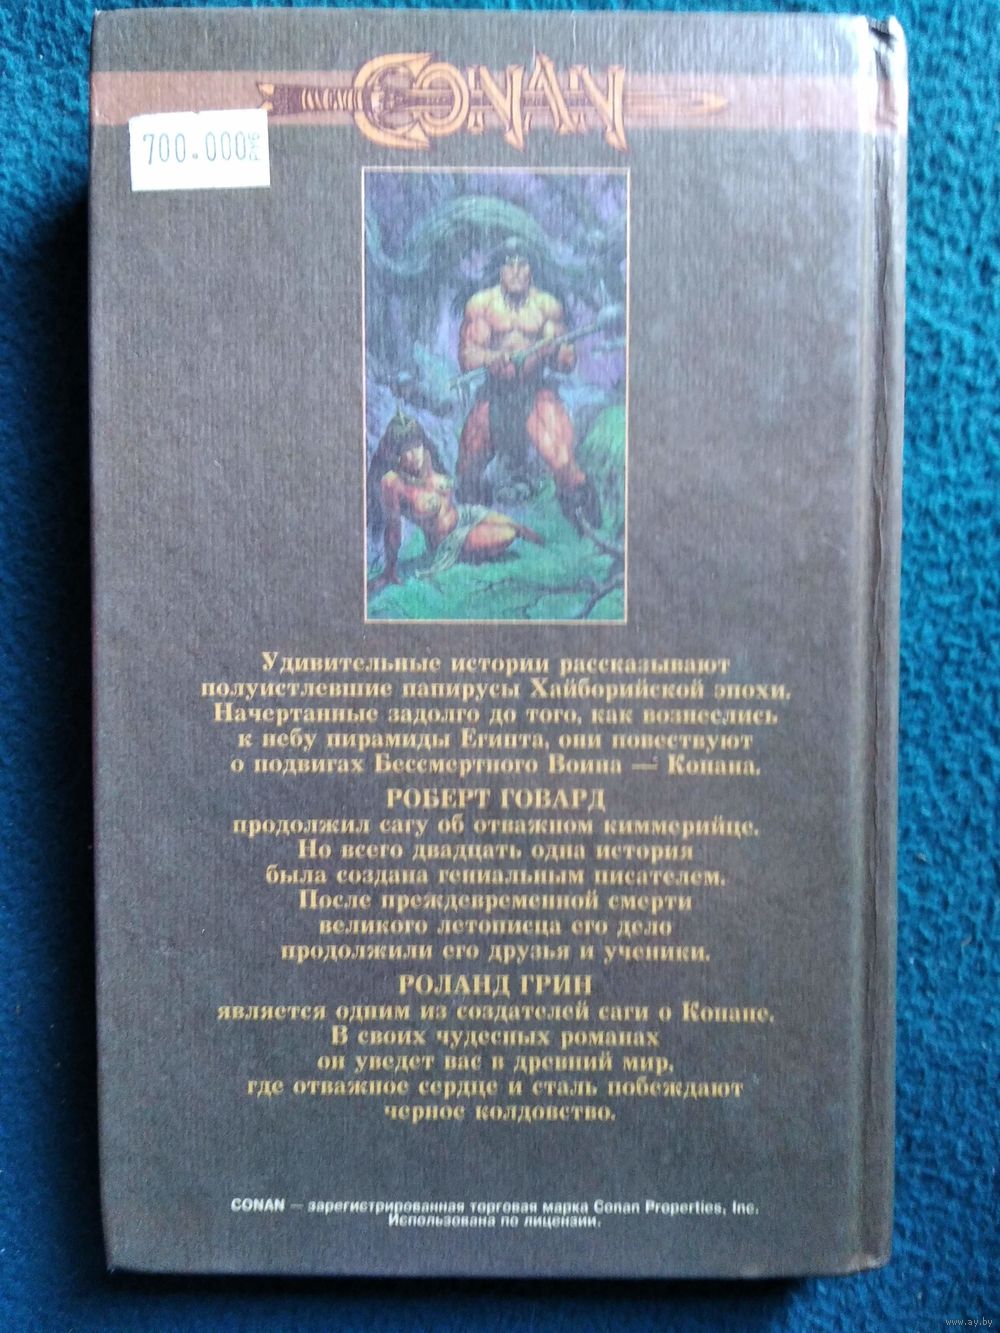 CONAN
700.000
Удивительные истории рассказывают
полуистлевшие папирусы Хайборийской эпохи.
Начертанные задолго до того, как вознеслись
к небу пирамиды Египта, они повествуют
о подвигах Бессмертного Воина — Конана.
РОБЕРТ ГОВАРД
продолжил сагу об отважном киммерийце.
Но всего двадцать одна история
была создана гениальным писателем.
После преждевременной смерти
великого летописца его дело
продолжили его друзья и ученики.
РОЛАНД ГРИН
является одним из создателей саги о Конане.
В своих чудесных романах
он уведет вас в древний мир,
где отважное сердце и сталь побеждают
черное колдовство.
CONAN — зарегистрированная торговая марка Conan Properties, Inc.
Использована по лицензии.
www.ay.by